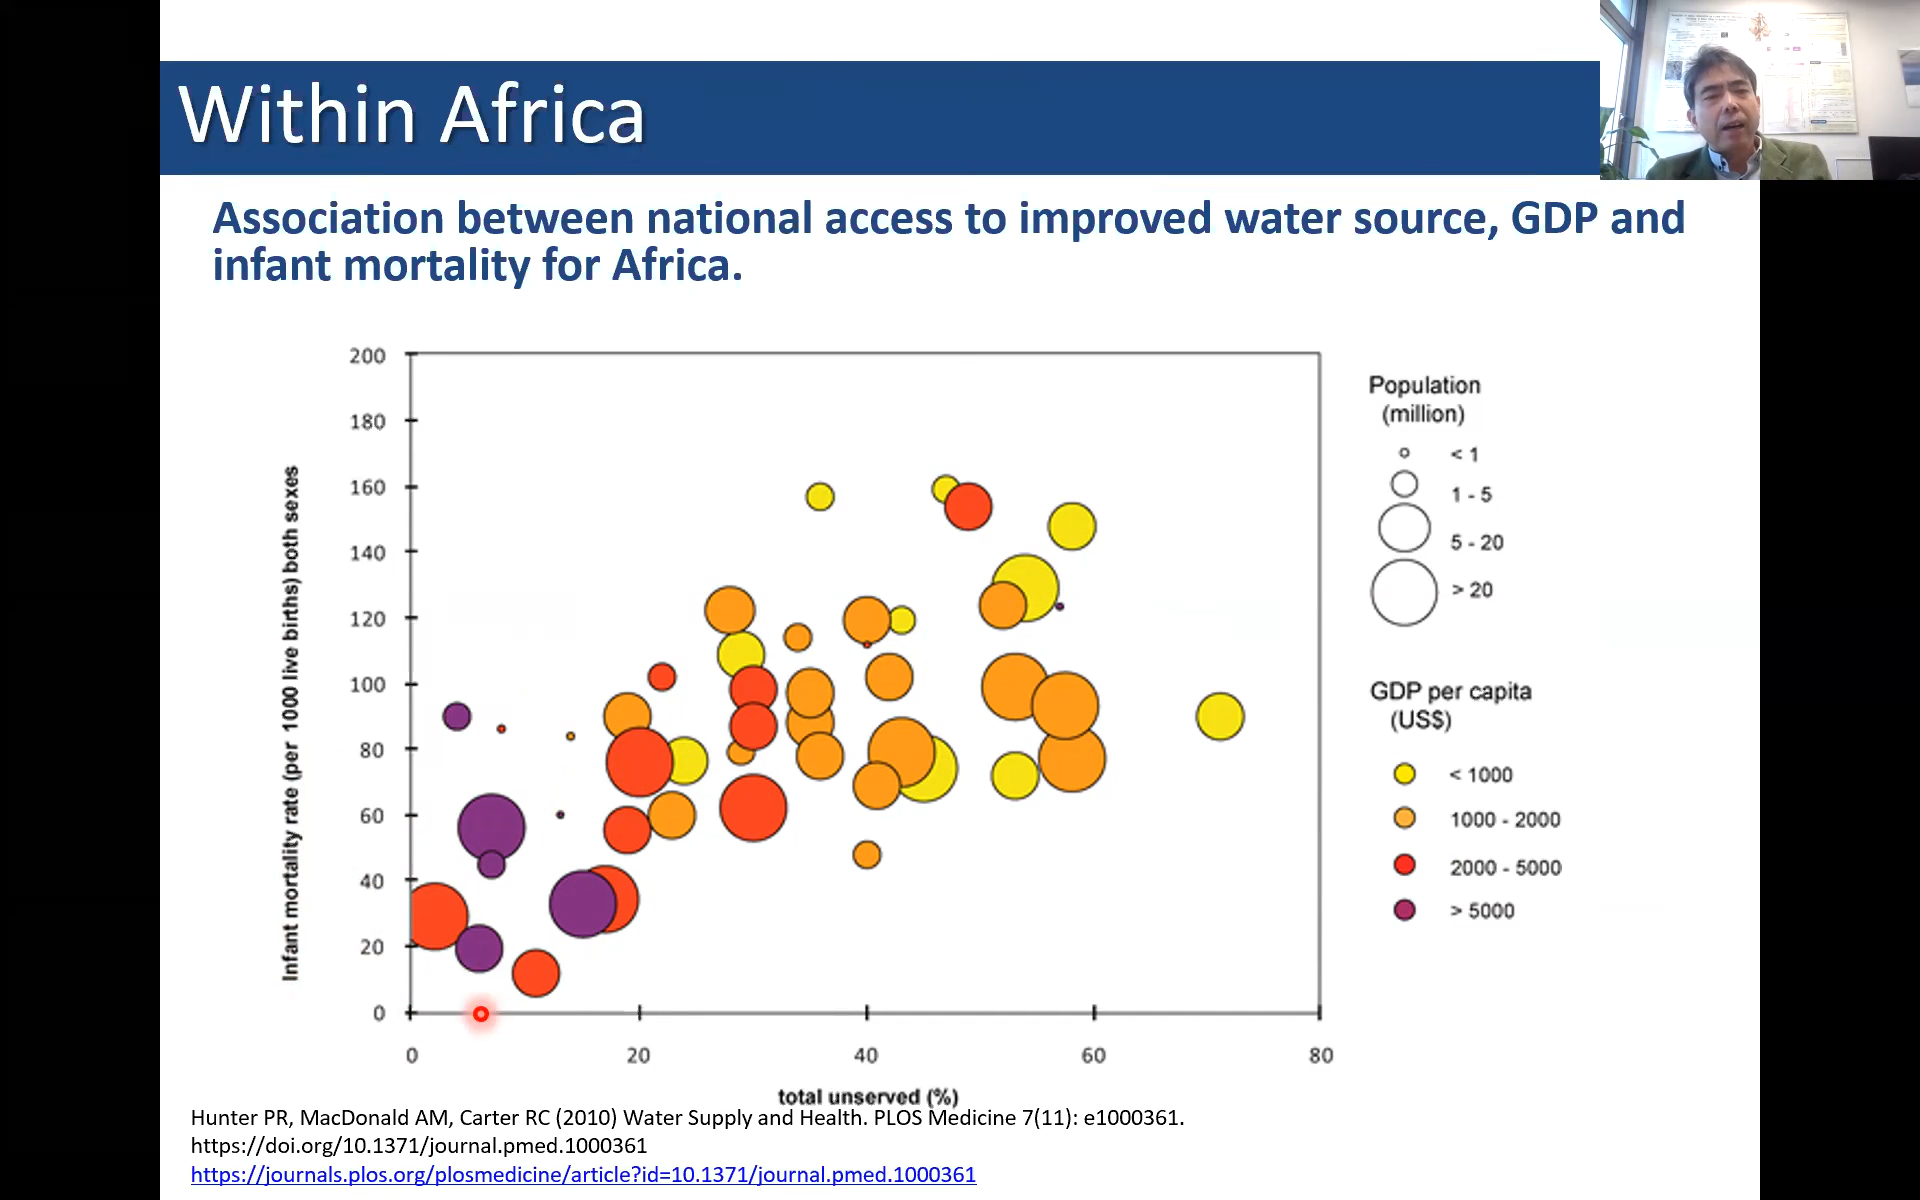 Within Africa
Association between national access to improved water source, GDP and
infant mortality for Africa.
Infant mortality rate (per 1000 live births) both sexes
200
180
160
140
120
100
80
60
40
20
0
0
20
40
60
80
total unserved (%)
Population
(million)
< 1
1 - 5
5 - 20
> 20
GDP per capita
(US$)
< 1000
1000 - 2000
2000 - 5000
> 5000
Hunter PR, MacDonald AM, Carter RC (2010) Water Supply and Health. PLOS Medicine 7(11): e1000361.
https://doi.org/10.1371/journal.pmed.1000361
https://journals.plos.org/plosmedicine/article?id=10.1371/journal.pmed.1000361